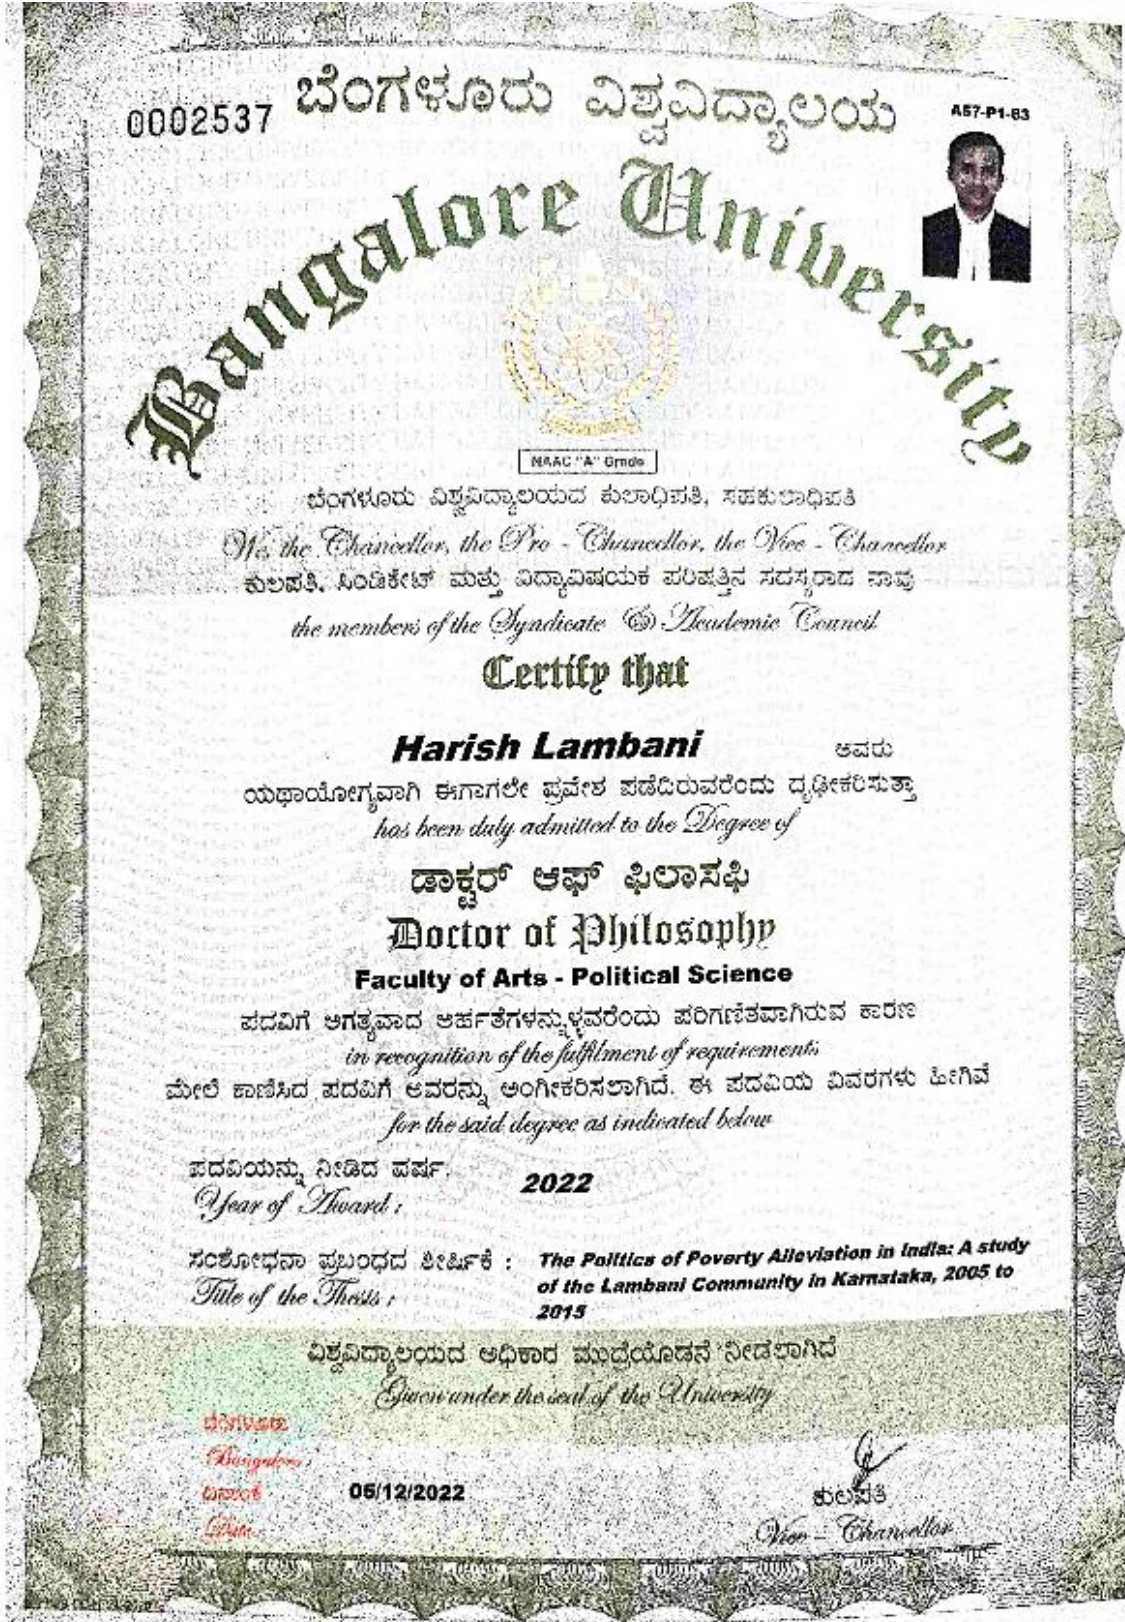 ಬೆಂಗಳೂರು ವಿಶ್ವವಿದ್ಯಾಲಯ
0002537
A57-P1-63
Bangalore University
NAAC "A" Grade
ಬೆಂಗಳೂರು ವಿಶ್ವವಿದ್ಯಾಲಯದ ಕುಲಾಧಿಪತಿ, ಸಹಕುಲಾಧಿಪತಿ
We, the Chancellor, the Pro - Chancellor, the Vice - Chancellor
ಕುಲಪತಿ, ಸಿಂಡಿಕೇಟ್ ಮತ್ತು ವಿದ್ಯಾವಿಷಯಕ ಪರಿಷತ್ತಿನ ಸದಸ್ಯರಾದ ನಾವು
the members of the Syndicate & Academic Council
Certify that
Harish Lambani ಅವರು
ಯಥಾಯೋಗ್ಯವಾಗಿ ಈಗಾಗಲೇ ಪ್ರವೇಶ ಪಡೆದಿರುವರೆಂದು ದೃಢೀಕರಿಸುತ್ತಾ
has been duly admitted to the Degree of
ಡಾಕ್ಟರ್ ಆಫ್ ಫಿಲಾಸಫಿ
Doctor of Philosophy
Faculty of Arts - Political Science
ಪದವಿಗೆ ಅಗತ್ಯವಾದ ಅರ್ಹತೆಗಳನ್ನುಳ್ಳವರೆಂದು ಪರಿಗಣಿತವಾಗಿರುವ ಕಾರಣ
in recognition of the fulfilment of requirements
ಮೇಲೆ ಕಾಣಿಸಿದ ಪದವಿಗೆ ಅವರನ್ನು ಅಂಗೀಕರಿಸಲಾಗಿದೆ. ಈ ಪದವಿಯ ವಿವರಗಳು ಹೀಗಿವೆ
for the said degree as indicated below
ಪದವಿಯನ್ನು ನೀಡಿದ ವರ್ಷ:
Year of Award : 2022
ಸಂಶೋಧನಾ ಪ್ರಬಂಧದ ಶೀರ್ಷಿಕೆ : The Politics of Poverty Alleviation in India: A study
Title of the Thesis : of the Lambani Community in Karnataka, 2005 to
2015
ವಿಶ್ವವಿದ್ಯಾಲಯದ ಅಧಿಕಾರ ಮುದ್ರೆಯೊಡನೆ ನೀಡಲಾಗಿದೆ
Given under the seal of the University
ಬೆಂಗಳೂರು
Bangalore
ದಿನಾಂಕ 05/12/2022
Date
ಕುಲಪತಿ
Vice - Chancellor